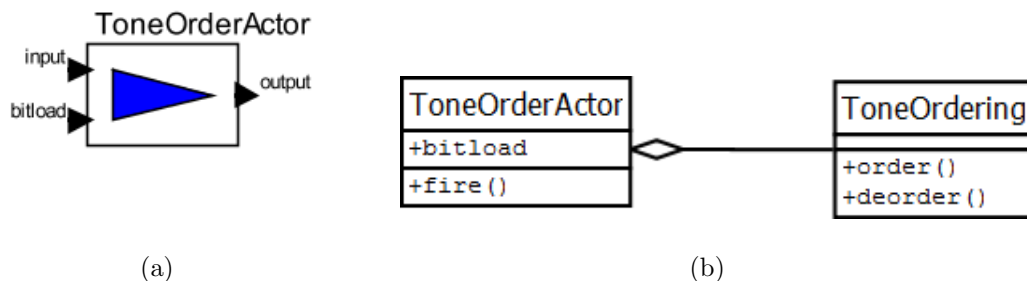 ToneOrderActor
input
bitload
output
ToneOrderActor
+bitload
+fire()
ToneOrdering
+order()
+deorder()
(a)
(b)